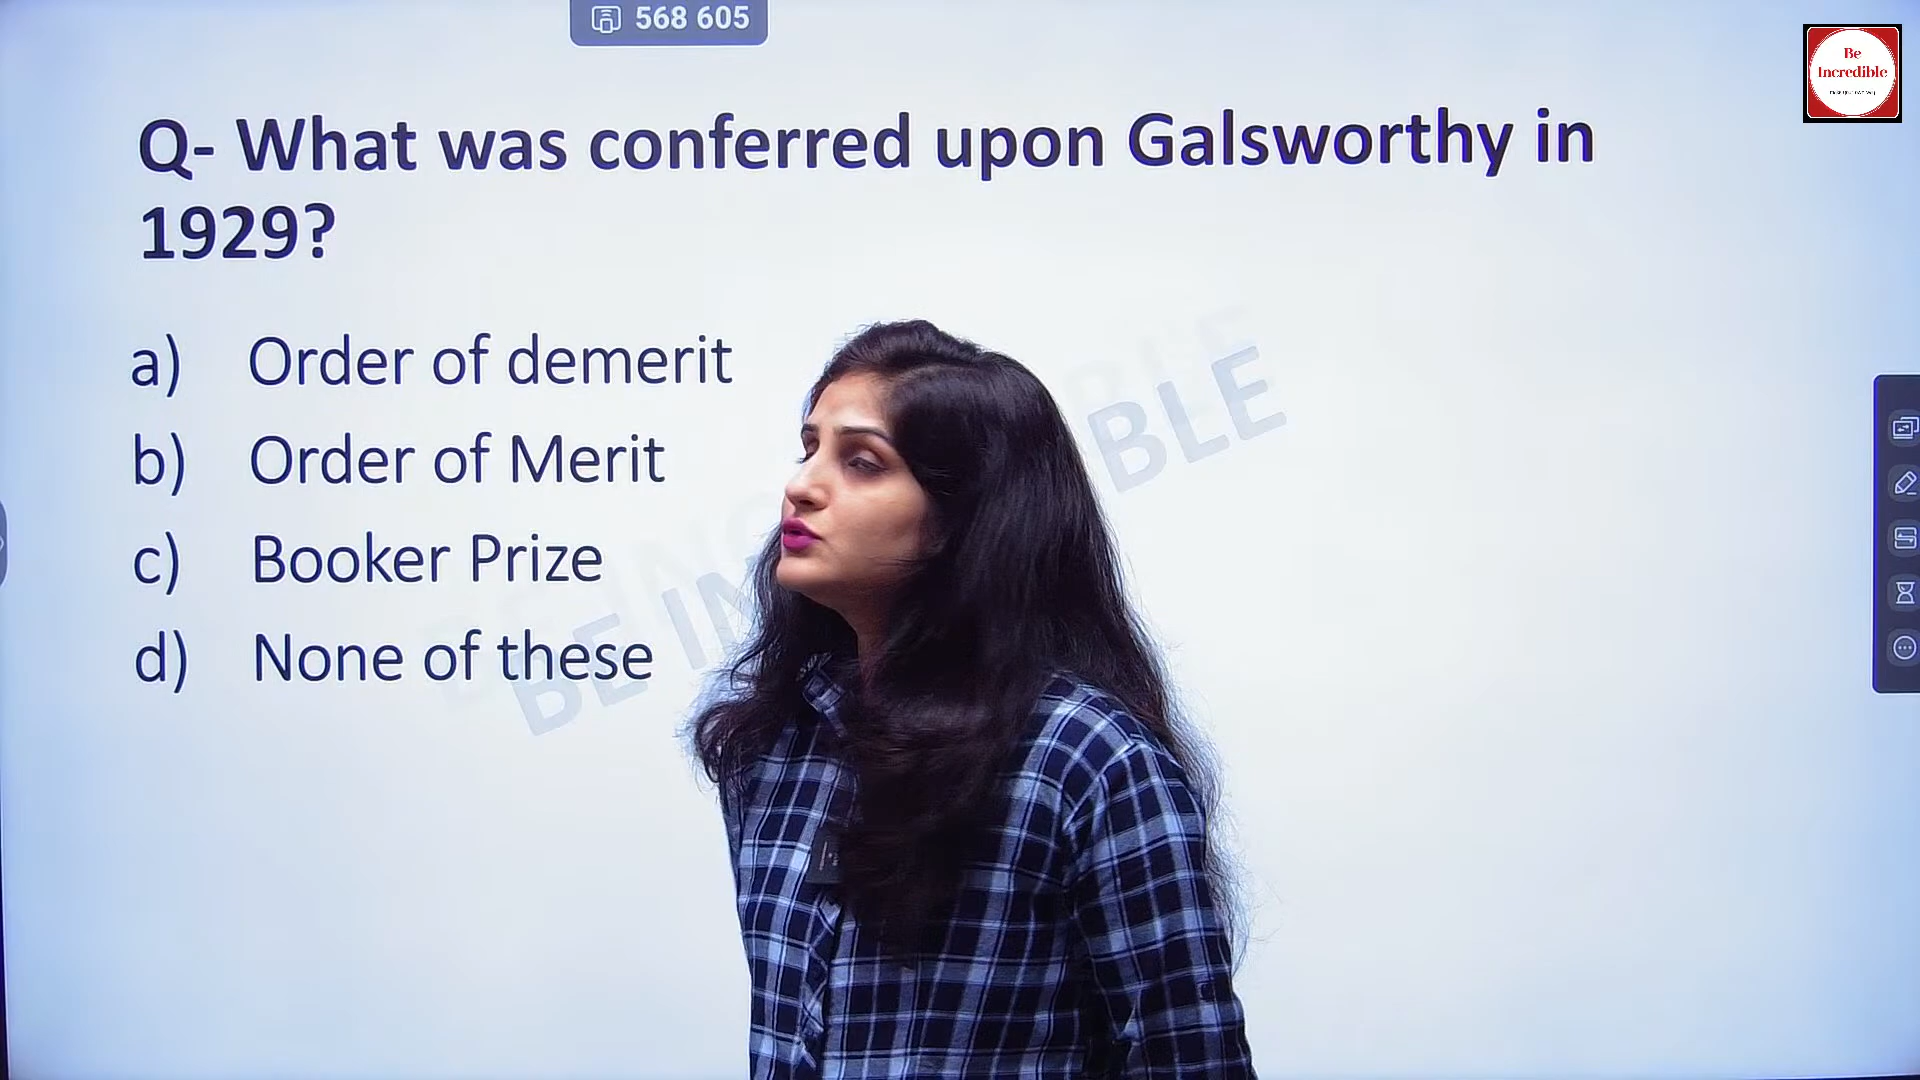 568 605
Be
Incredible
Q- What was conferred upon Galsworthy in
1929?
a) Order of demerit
b) Order of Merit
c) Booker Prize
d) None of these